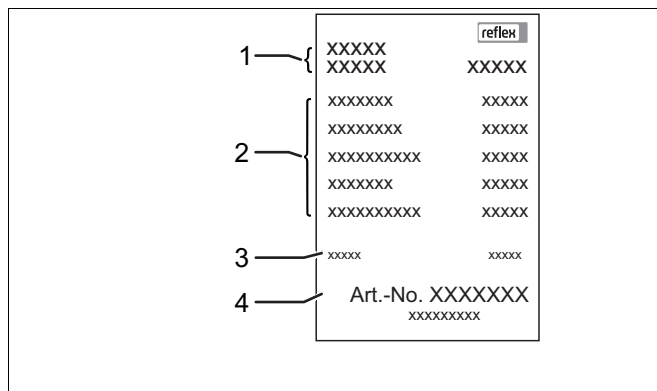 reflex
1
xxxxx
xxxxx xxxxx
2
xxxxxxx xxxxx
xxxxxxxx xxxxx
xxxxxxxxxx xxxxx
xxxxxxx xxxxx
xxxxxxxxxx xxxxx
3 xxxxx xxxxx
4 Art.-No. XXXXXXX
xxxxxxxxx